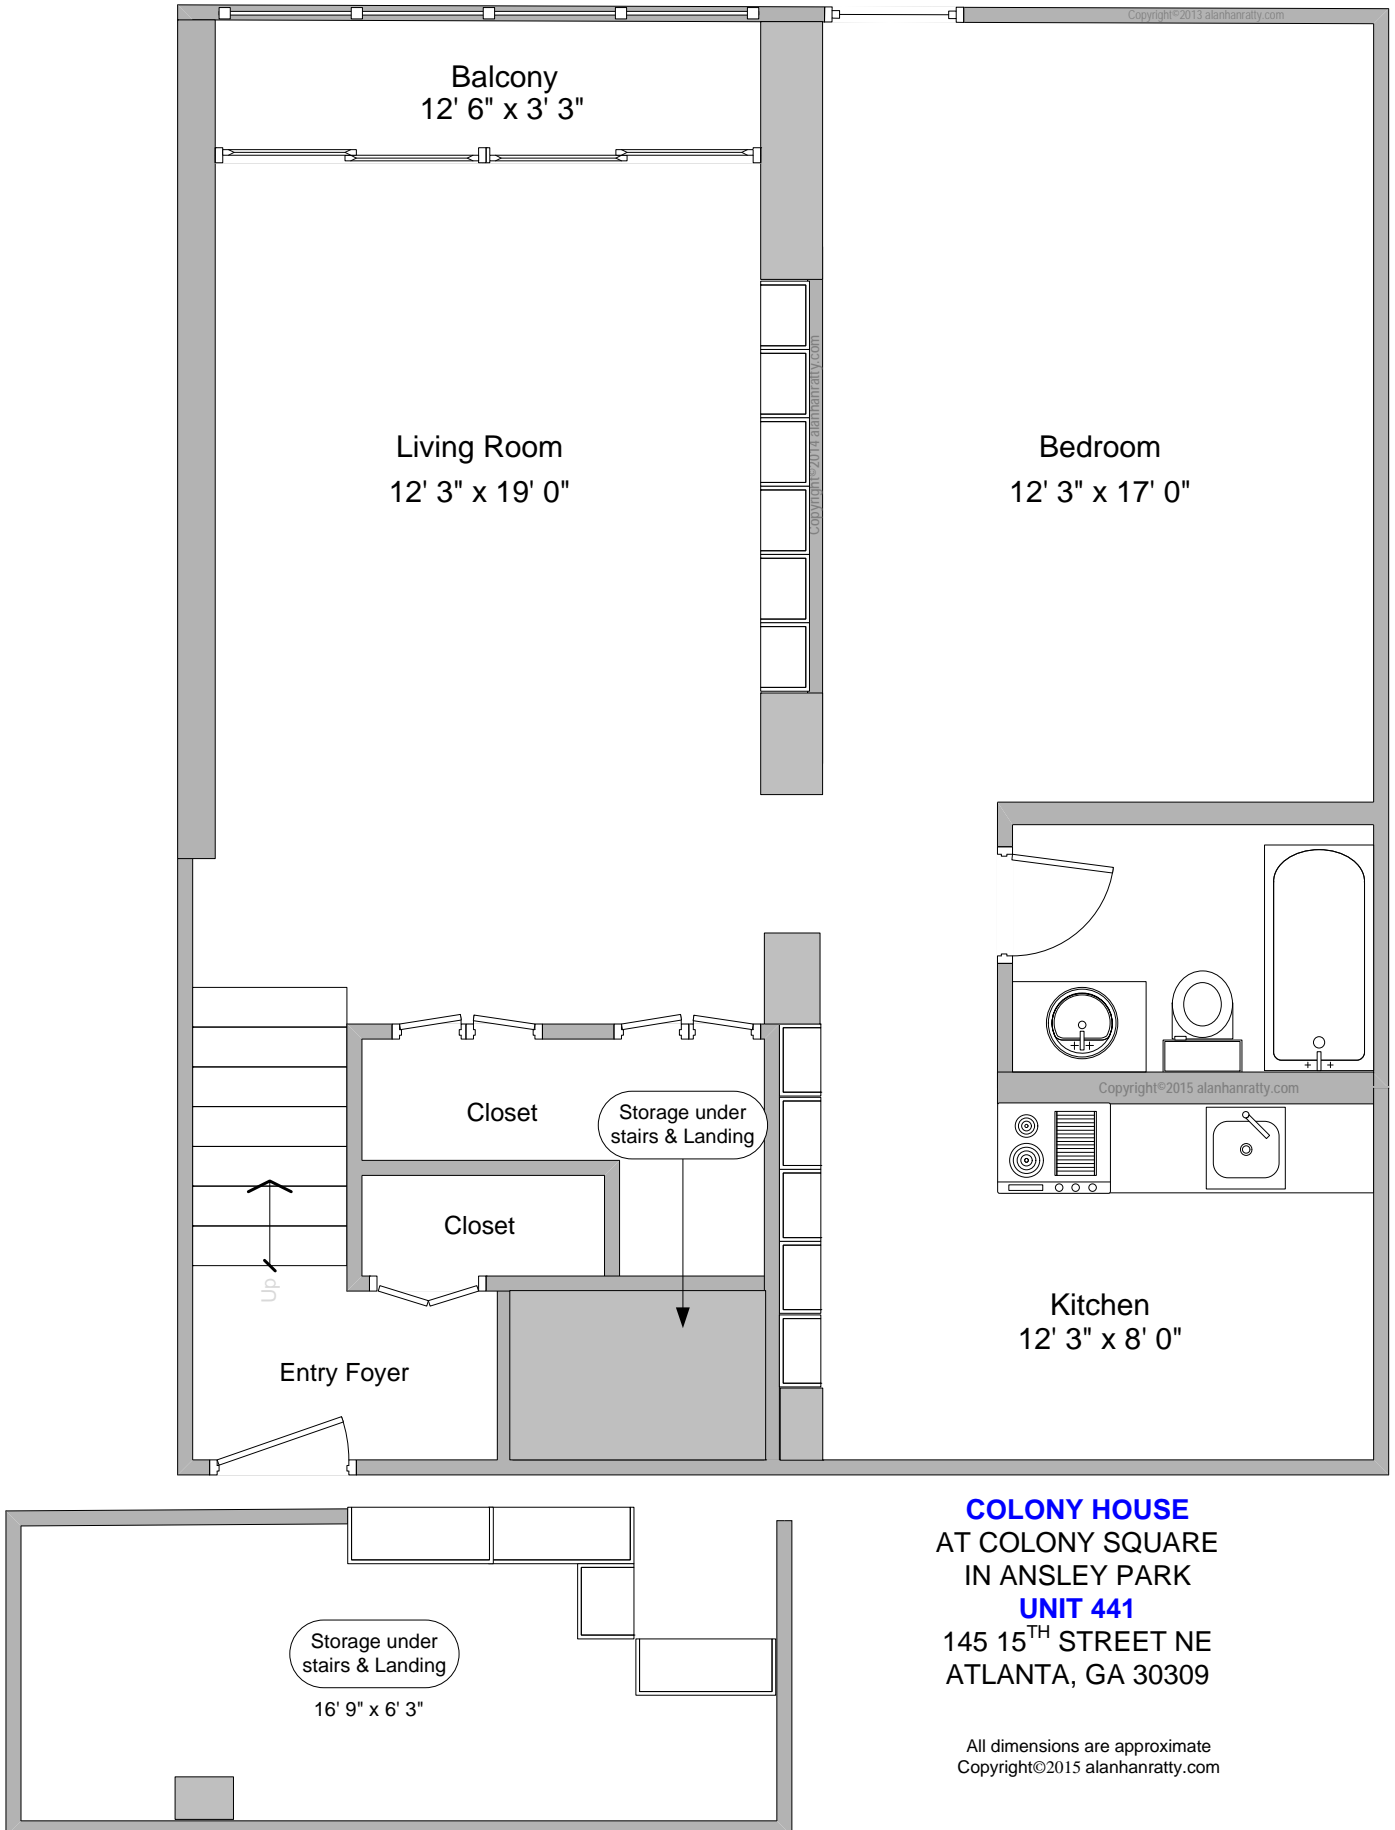 Copyright©2013 alanhanratty.com
Balcony
12' 6" x 3' 3"
Copyright©2014 alanhanratty.com
Living Room
12' 3" x 19' 0"
Bedroom
12' 3" x 17' 0"
Copyright©2015 alanhanratty.com
Closet
Storage under
stairs & Landing
Closet
Up
Kitchen
12' 3" x 8' 0"
Entry Foyer
COLONY HOUSE
AT COLONY SQUARE
IN ANSLEY PARK
UNIT 441
145 15TH STREET NE
ATLANTA, GA 30309
Storage under
stairs & Landing
16' 9" x 6' 3"
All dimensions are approximate
Copyright©2015 alanhanratty.com